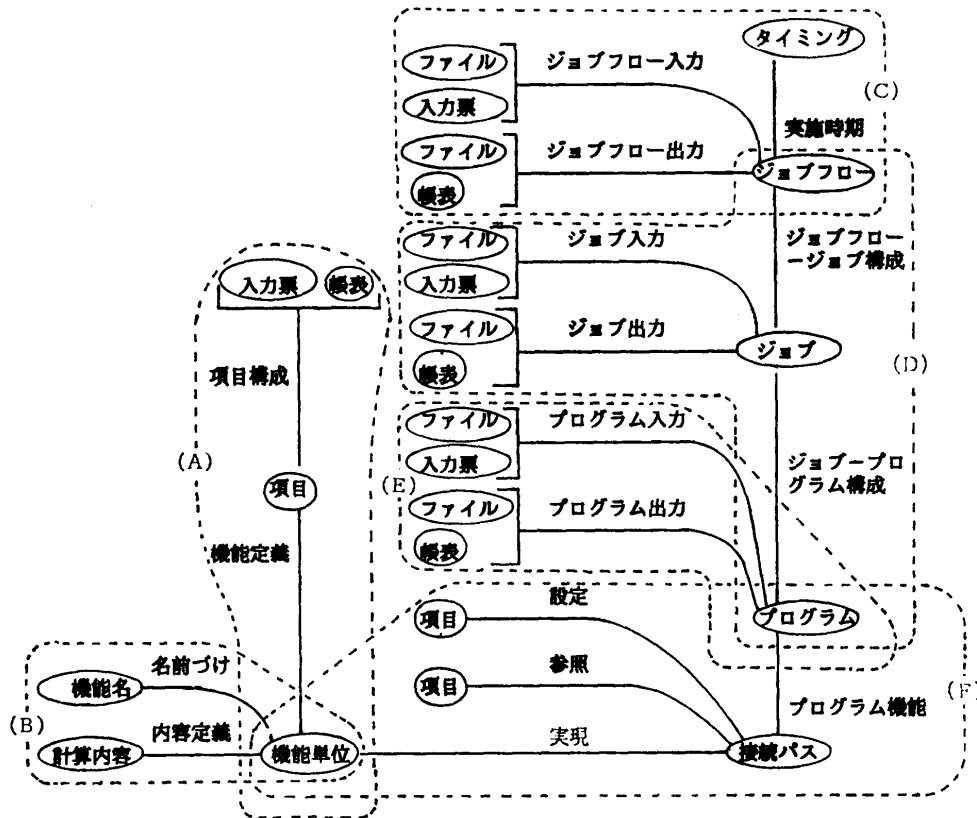 タイミング
ファイル
ジョブフロー入力
入力票
(C)
実施時期
ファイル
ジョブフロー出力
帳表
ジョブフロー
ファイル
ジョブ入力
ジョブフロー
ージョブ構成
入力票
ファイル
ジョブ出力
帳表
ジョブ
(D)
入力票
帳表
項目構成
(A)
項目
機能定義
ファイル
プログラム入力
入力票
(E)
ジョブープロ
グラム構成
ファイル
プログラム出力
帳表
プログラム
項目
設定
項目
参照
(F)
プログラム機能
名前づけ
機能名
(B)
内容定義
計算内容
機能単位
実現
接続パス